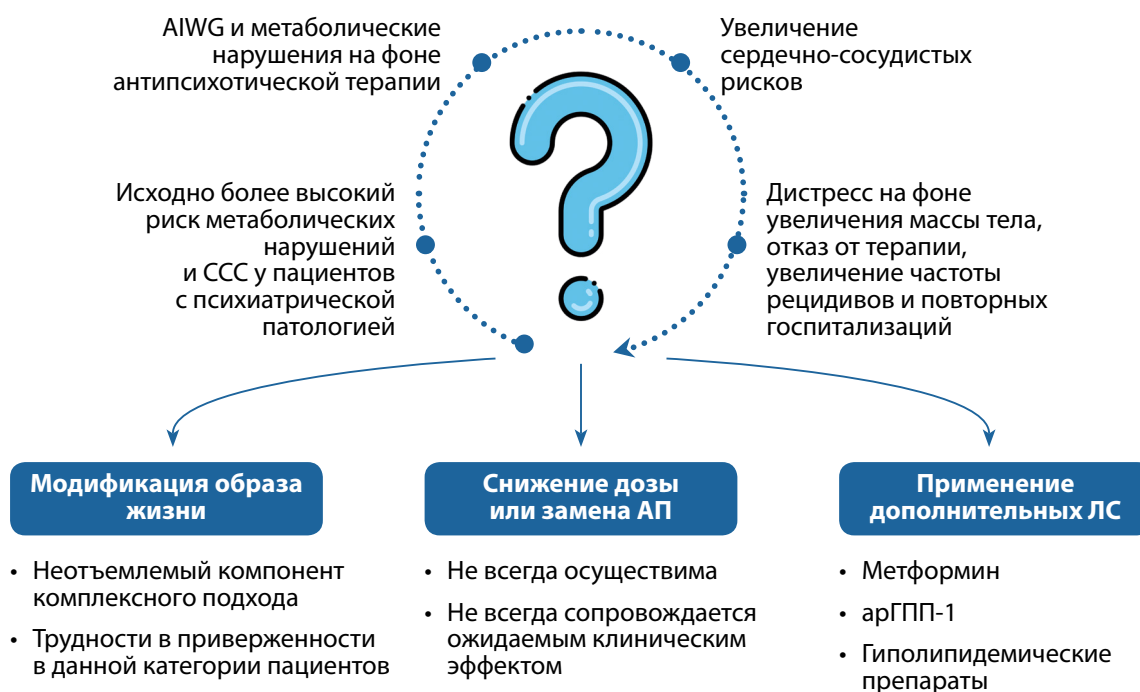 AIWG и метаболические
нарушения на фоне
антипсихотической терапии
Увеличение
сердечно-сосудистых
рисков
Исходно более высокий
риск метаболических
нарушений
и ССС у пациентов
с психиатрической
патологией
Дистресс на фоне
увеличения массы тела,
отказ от терапии,
увеличение частоты
рецидивов и повторных
госпитализаций
Модификация образа
жизни
• Неотъемлемый компонент
комплексного подхода
• Трудности в приверженности
в данной категории пациентов
Снижение дозы
или замена АП
• Не всегда осуществима
• Не всегда сопровождается
ожидаемым клиническим
эффектом
Применение
дополнительных ЛС
• Метформин
• арГПП-1
• Гиполипидемические
препараты